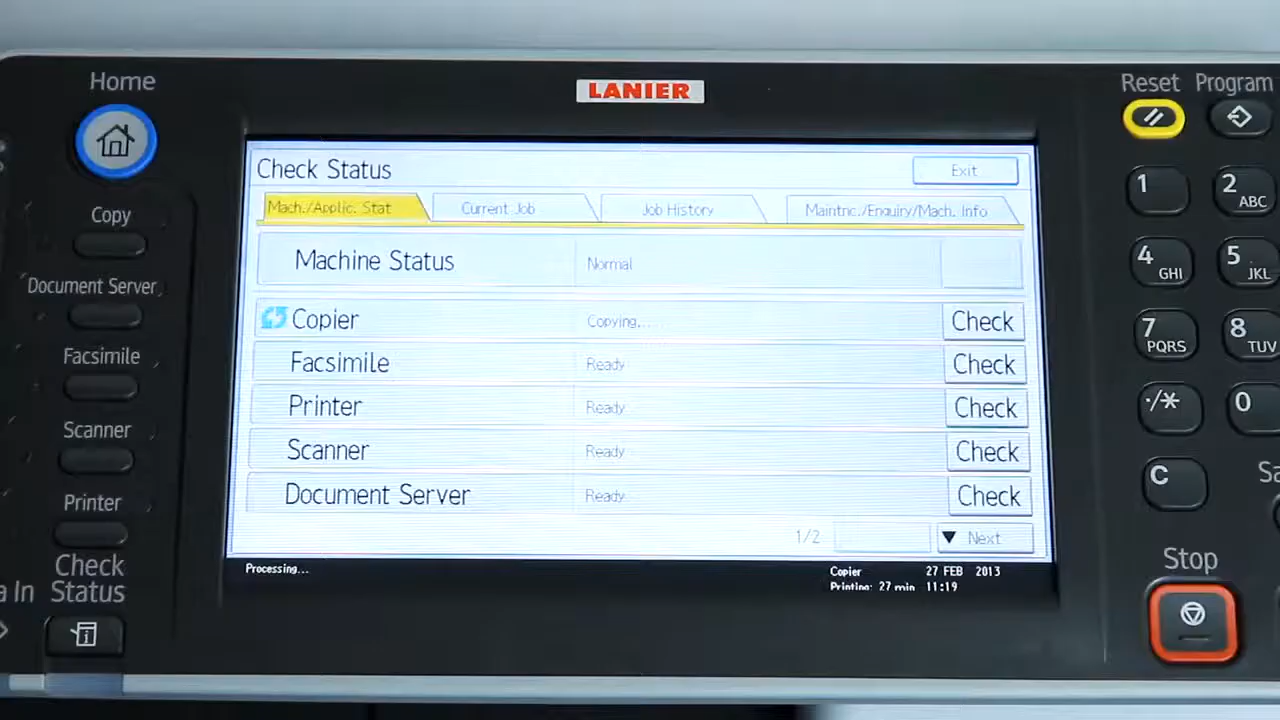 Home
LANIER
Reset Program
Check Status
Exit
Mach./Applic. Stat
Current Job
Job History
Maintnc./Enquiry/Mach. Info
Machine Status
Normal
Copier
Copying....
Check
Facsimile
Ready
Check
Printer
Ready
Check
Scanner
Ready
Check
Document Server
Ready
Check
1/2
▼ Next
Processing...
Copier
27 FEB 2013
Printing: 27 min 11:19
Copy
Document Server
Facsimile
Scanner
Printer
Check
Status
In
1
2 ABC
4 GHI
5 JKL
7 PQRS
8 TUV
·/*
0
C
Stop